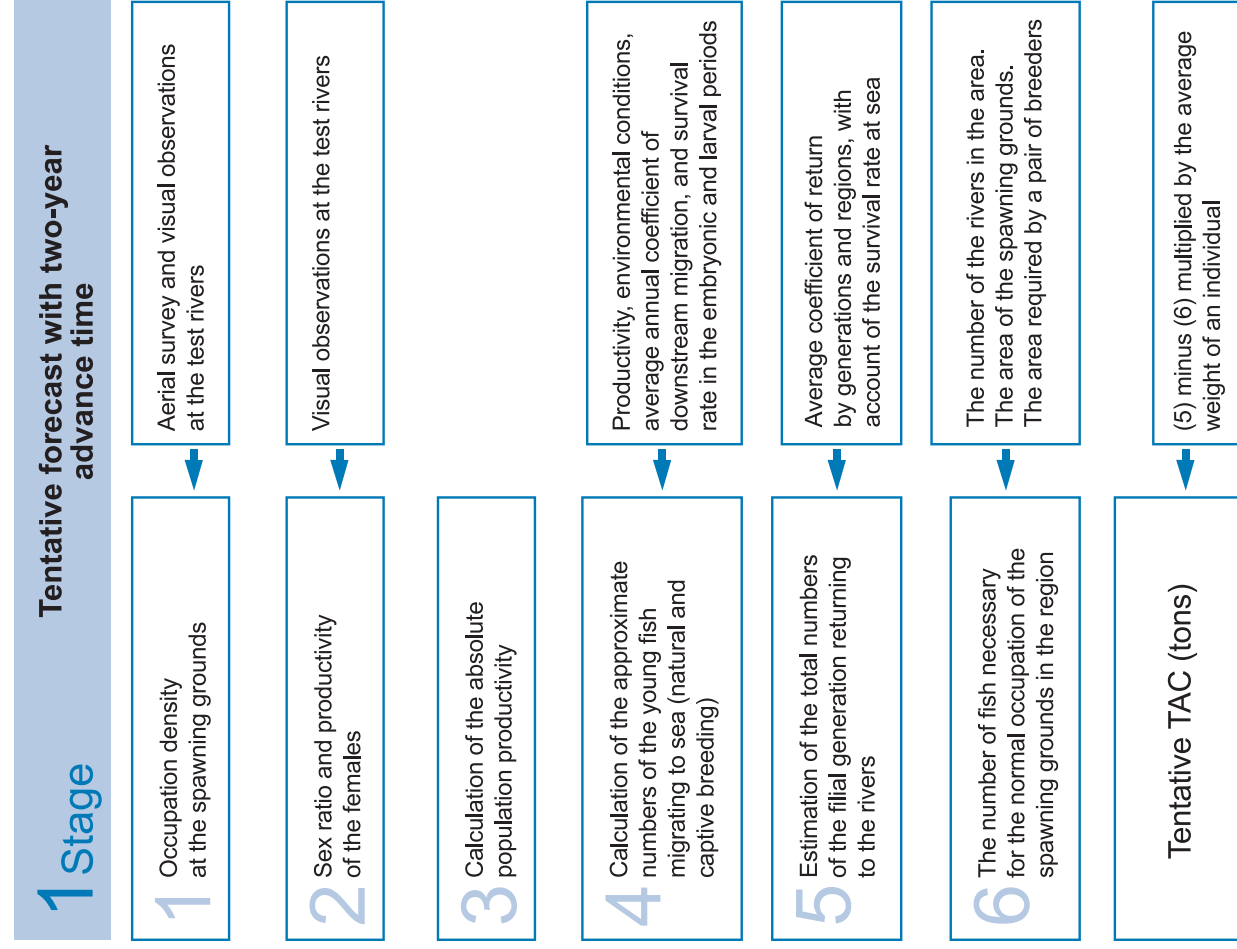 1 Stage
Tentative forecast with two-year
advance time
1
Occupation density
at the spawning grounds
Aerial survey and visual observations
at the test rivers
2
Sex ratio and productivity
of the females
Visual observations at the test rivers
3
Calculation of the absolute
population productivity
4
Calculation of the approximate
numbers of the young fish
migrating to sea (natural and
captive breeding)
Productivity, environmental conditions,
average annual coefficient of
downstream migration, and survival
rate in the embryonic and larval periods
5
Estimation of the total numbers
of the filial generation returning
to the rivers
Average coefficient of return
by generations and regions, with
account of the survival rate at sea
6
The number of fish necessary
for the normal occupation of the
spawning grounds in the region
The number of the rivers in the area.
The area of the spawning grounds.
The area required by a pair of breeders
Tentative TAC (tons)
(5) minus (6) multiplied by the average
weight of an individual